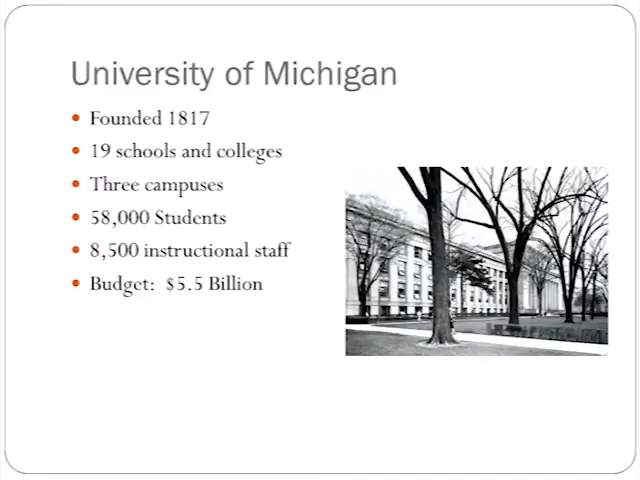 University of Michigan
Founded 1817
19 schools and colleges
Three campuses
58,000 Students
8,500 instructional staff
Budget: $5.5 Billion